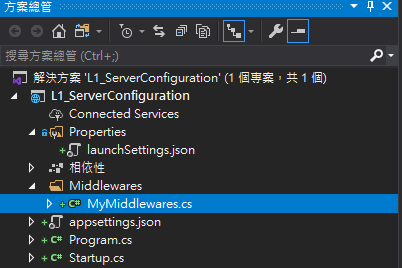 方案總管
搜尋方案總管 (Ctrl+;)
解決方案 'L1_ServerConfiguration' (1 個專案，共 1 個)
L1_ServerConfiguration
Connected Services
Properties
launchSettings.json
相依性
Middlewares
C# MyMiddlewares.cs
appsettings.json
C# Program.cs
C# Startup.cs